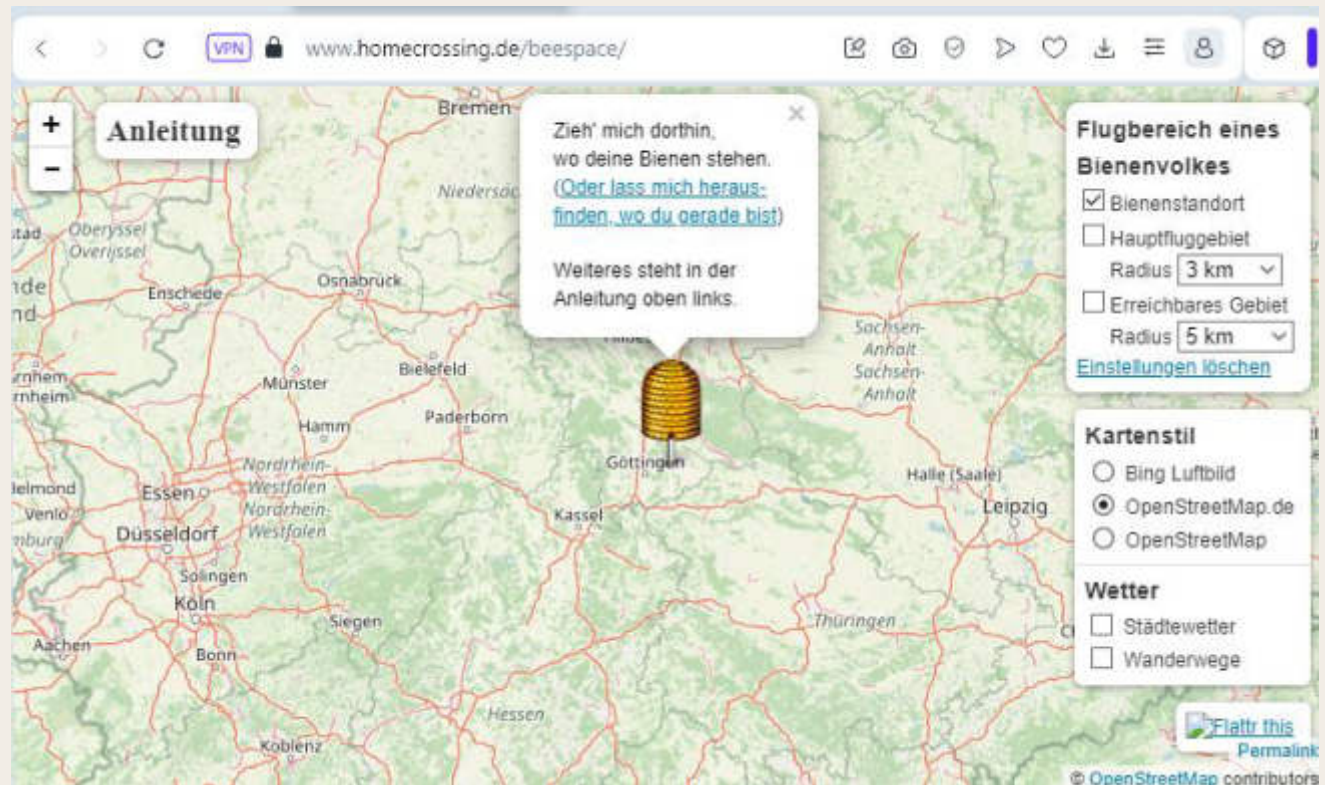 VPN
www.homecrossing.de/beespace/
+
−
Anleitung
Bremen
Zieh' mich dorthin,
wo deine Bienen stehen.
(Oder lass mich heraus-
finden, wo du gerade bist)
Weiteres steht in der
Anleitung oben links.
×
Flugbereich eines
Bienenvolkes
Bienenstandort
Hauptfluggebiet
Radius 3 km
Erreichbares Gebiet
Radius 5 km
Einstellungen löschen
Kartenstil
Bing Luftbild
OpenStreetMap.de
OpenStreetMap
Wetter
Städtewetter
Wanderwege
Flattr this
Permalink
© OpenStreetMap contributors
Oberyssel
Overijssel
Enschede
Osnabrück
Münster
Bielefeld
Hamm
Paderborn
Sachsen-
Anhalt
Sachsen-
Anhalt
Göttingen
Halle (Saale)
Leipzig
Nordrhein-
Westfalen
Nordrhein-
Westfalen
Essen
Venlo
Düsseldorf
Kassel
Solingen
Köln
Siegen
Thüringen
Aachen
Bonn
Hessen
Koblenz